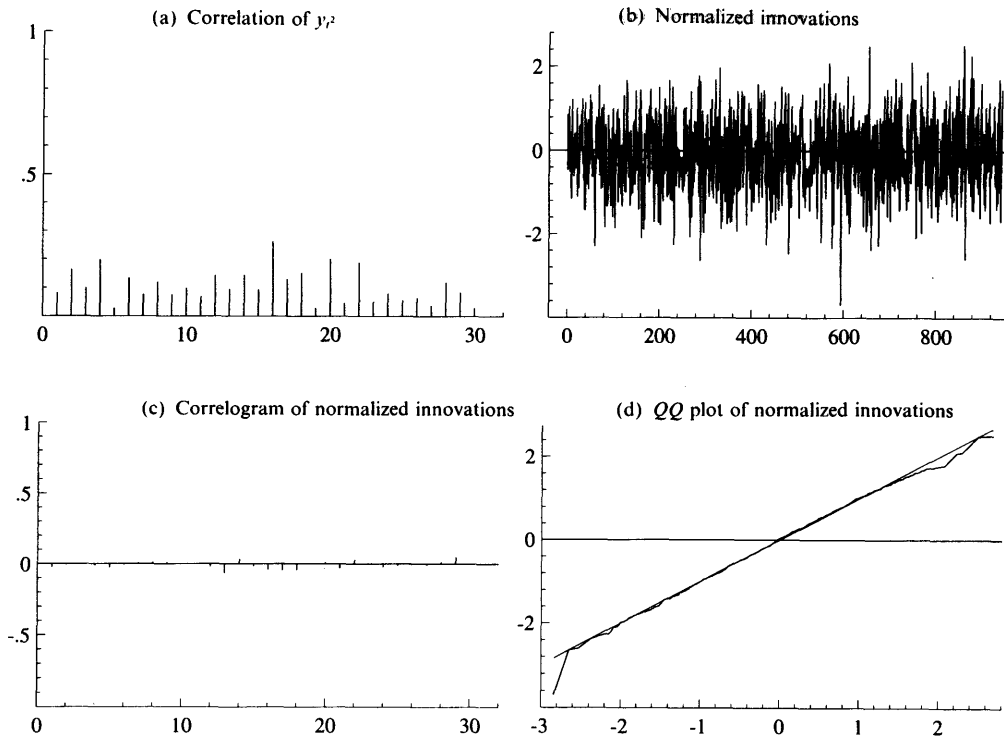 (a) Correlation of yₜ²
1
.5
0
0 10 20 30
(b) Normalized innovations
2
0
-2
0 200 400 600 800
(c) Correlogram of normalized innovations
1
.5
0
-.5
0 10 20 30
(d) QQ plot of normalized innovations
2
0
-2
-3 -2 -1 0 1 2